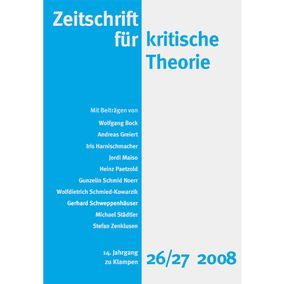 Zeitschrift
für kritische
Theorie
Mit Beiträgen von
Wolfgang Bock
Andreas Greiert
Iris Harnischmacher
Jordi Maiso
Heinz Paetzold
Gunzelin Schmid Noerr
Wolfdietrich Schmied-Kowarzik
Gerhard Schweppenhäuser
Michael Städtler
Stefan Zenklusen
14. Jahrgang
zu Klampen
26/27 2008